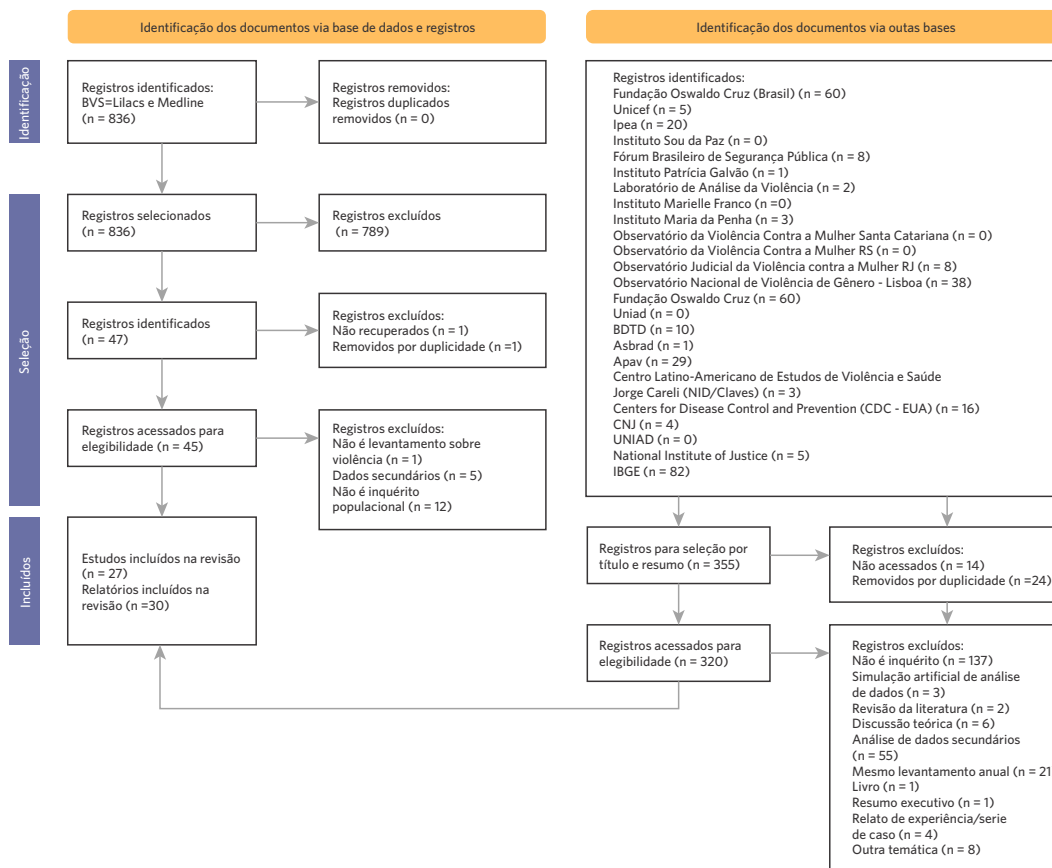 Identificação dos documentos via base de dados e registros
Identificação
Registros identificados:
BVS=Lilacs e Medline
(n = 836)
Registros removidos:
Registros duplicados
removidos (n = 0)
Seleção
Registros selecionados
(n = 836)
Registros excluídos
(n = 789)
Registros identificados
(n = 47)
Registros excluídos:
Não recuperados (n = 1)
Removidos por duplicidade (n =1)
Registros acessados para
elegibilidade (n = 45)
Registros excluídos:
Não é levantamento sobre
violência (n = 1)
Dados secundários (n = 5)
Não é inquérito
populacional (n = 12)
Incluídos
Estudos incluídos na revisão
(n = 27)
Relatórios incluídos na
revisão (n =30)
Identificação dos documentos via outas bases
Registros identificados:
Fundação Oswaldo Cruz (Brasil) (n = 60)
Unicef (n = 5)
Ipea (n = 20)
Instituto Sou da Paz (n = 0)
Fórum Brasileiro de Segurança Pública (n = 8)
Instituto Patrícia Galvão (n = 1)
Laboratório de Análise da Violência (n = 2)
Instituto Marielle Franco (n =0)
Instituto Maria da Penha (n = 3)
Observatório da Violência Contra a Mulher Santa Catariana (n = 0)
Observatório da Violência Contra a Mulher RS (n = 0)
Observatório Judicial da Violência contra a Mulher RJ (n = 8)
Observatório Nacional de Violência de Gênero - Lisboa (n = 38)
Fundação Oswaldo Cruz (n = 60)
Uniad (n = 0)
BDTD (n = 10)
Asbrad (n = 1)
Apav (n = 29)
Centro Latino-Americano de Estudos de Violência e Saúde
Jorge Careli (NID/Claves) (n = 3)
Centers for Disease Control and Prevention (CDC - EUA) (n = 16)
CNJ (n = 4)
UNIAD (n = 0)
National Institute of Justice (n = 5)
IBGE (n = 82)
Registros para seleção por
título e resumo (n = 355)
Registros excluídos:
Não acessados (n = 14)
Removidos por duplicidade (n =24)
Registros acessados para
elegibilidade (n = 320)
Registros excluídos:
Não é inquérito (n = 137)
Simulação artificial de análise
de dados (n = 3)
Revisão da literatura (n = 2)
Discussão teórica (n = 6)
Análise de dados secundários
(n = 55)
Mesmo levantamento anual (n = 21
Livro (n = 1)
Resumo executivo (n = 1)
Relato de experiência/serie
de caso (n = 4)
Outra temática (n = 8)